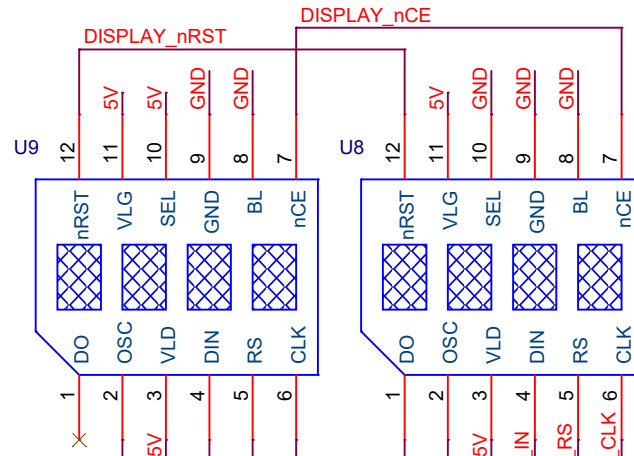 DISPLAY_nCE
DISPLAY_nRST
5V 5V GND GND 5V GND GND GND
U9 12 11 10 9 8 7 U8 12 11 10 9 8 7
nRST VLG SEL GND BL nCE nRST VLG SEL GND BL nCE
DO OSC VLD DIN RS CLK DO OSC VLD DIN RS CLK
1 2 3 4 5 6 1 2 3 4 5 6
5V 5V _IN _RS _CLK